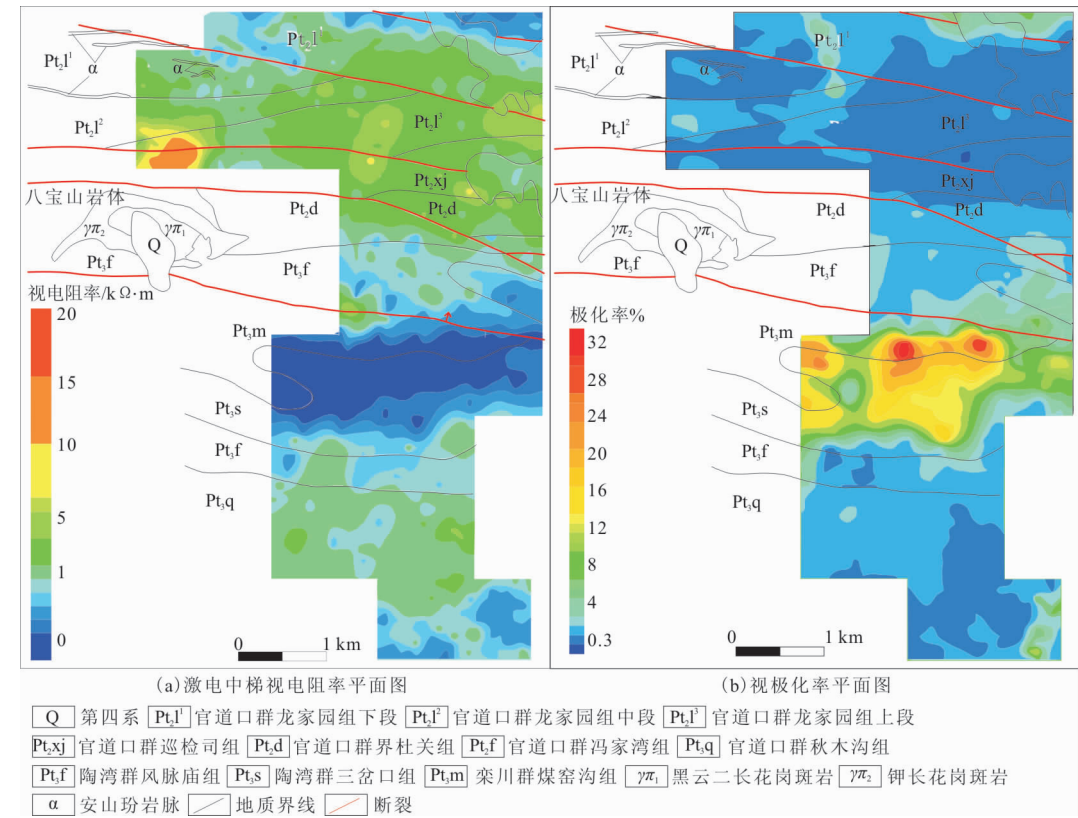 Pt₂l¹
Pt₂l¹
α
α
Pt₂l²
Pt₂l³
Pt₂xj
八宝山岩体
Pt₂d
Pt₂d
γπ₂
Q
γπ₁
Pt₃f
Pt₃f
视电阻率/kΩ·m
20
15
10
5
1
0
Pt₃m
Pt₃s
Pt₃f
Pt₃q
0 1 km
(a)激电中梯视电阻率平面图
Pt₂l¹
Pt₂l¹
α
α
Pt₂l²
Pt₂l³
Pt₂xj
八宝山岩体
Pt₂d
Pt₂d
γπ₂
Q
γπ₁
Pt₃f
Pt₃f
极化率%
32
28
24
20
16
12
8
4
0.3
Pt₃m
Pt₃s
Pt₃f
Pt₃q
0 1 km
(b)视极化率平面图
Q 第四系 Pt₂l¹ 官道口群龙家园组下段 Pt₂l² 官道口群龙家园组中段 Pt₂l³ 官道口群龙家园组上段
Pt₂xj 官道口群巡检司组 Pt₂d 官道口群界杜关组 Pt₂f 官道口群冯家湾组 Pt₃q 官道口群秋木沟组
Pt₃f 陶湾群风脉庙组 Pt₃s 陶湾群三岔口组 Pt₃m 栾川群煤窑沟组 γπ₁ 黑云二长花岗斑岩 γπ₂ 钾长花岗斑岩
α 安山玢岩脉 地质界线 断裂